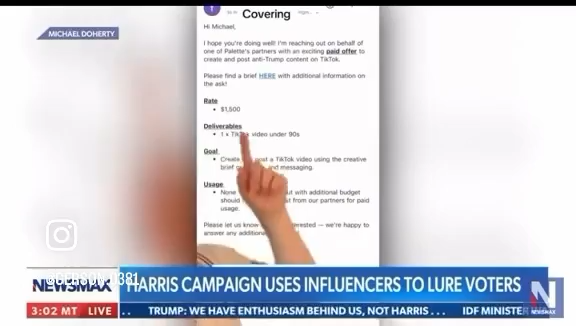 MICHAEL DOHERTY
Covering
Hi Michael,
I hope you're doing well! I'm reaching out on behalf of
one of Palette's partners with an exciting paid offer to
create and post anti-Trump content on TikTok.
Please find a brief HERE with additional information on
the ask!
Rate
• $1,500
Deliverables
• 1 x TikTok video under 90s
Goal
• Create post a TikTok video using the creative
brief and messaging.
Usage
• None with additional budget
should from our partners for paid
usage.
Please let us know if interested – we're happy to
answer any additional
NEWSMAX
HARRIS CAMPAIGN USES INFLUENCERS TO LURE VOTERS
N
NEWSMAX
3:02 MT LIVE
TRUMP: WE HAVE ENTHUSIASM BEHIND US, NOT HARRIS . . . IDF MINISTER